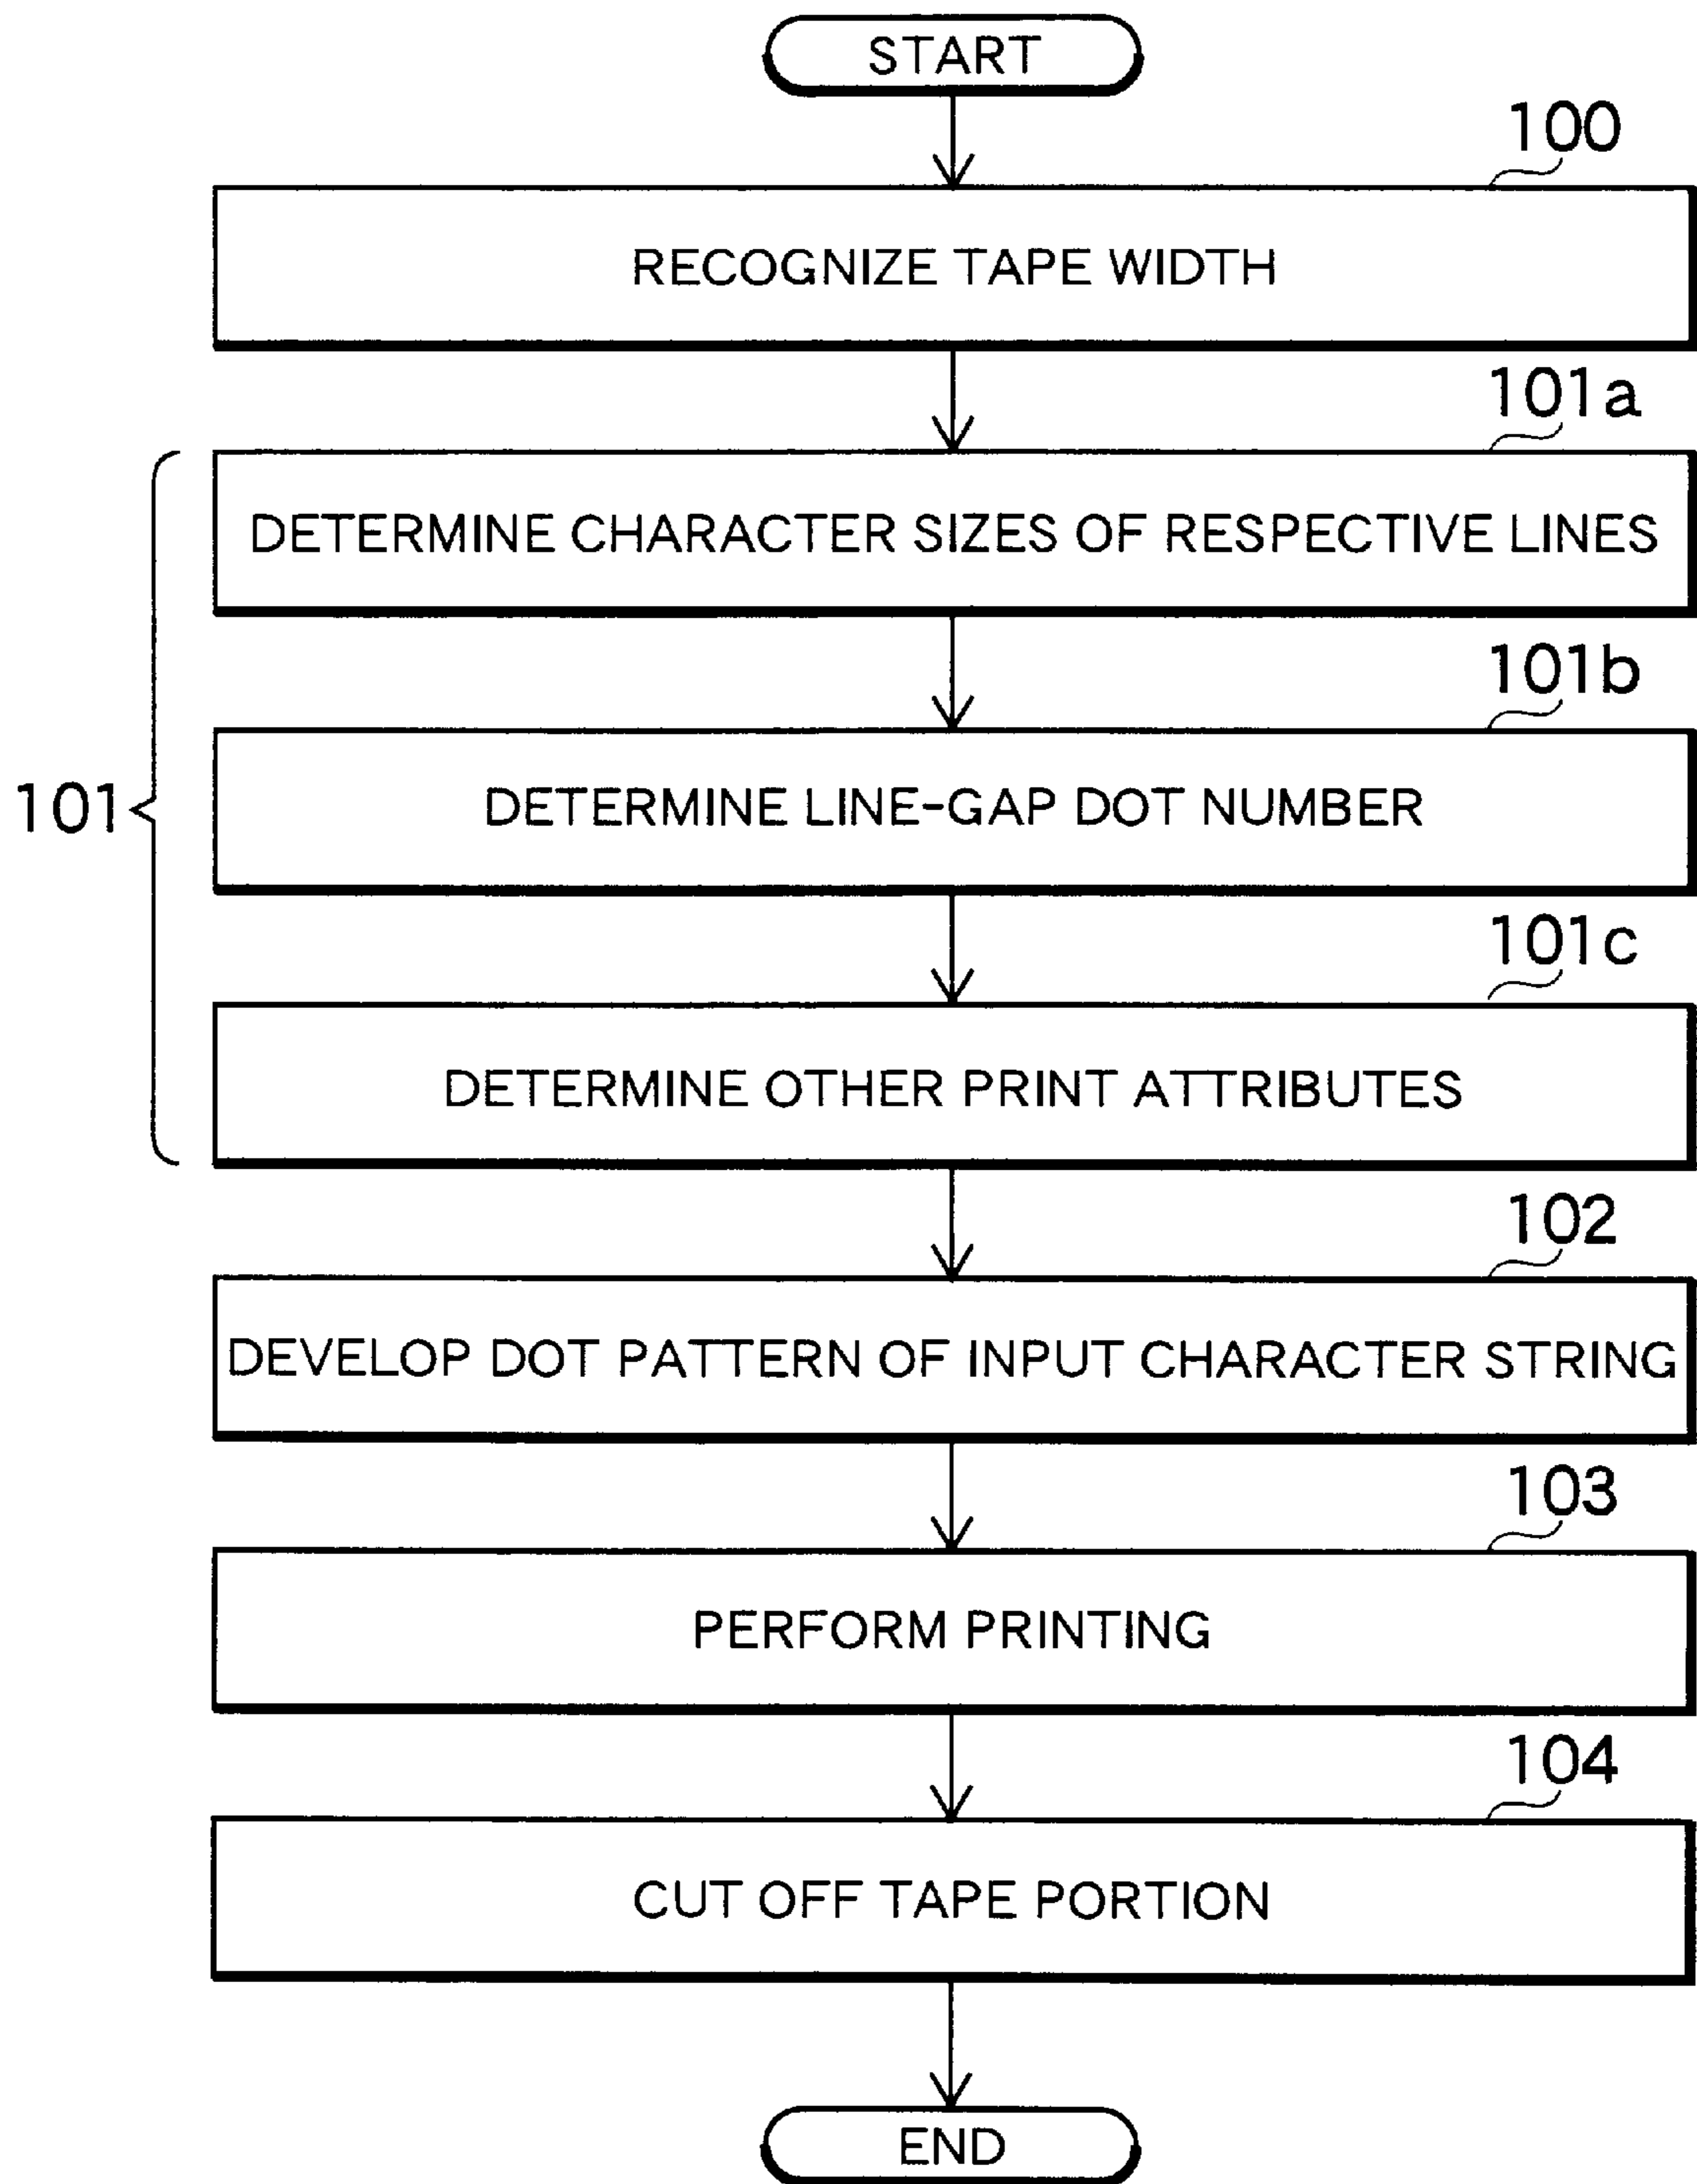 START
100
RECOGNIZE TAPE WIDTH
101a
DETERMINE CHARACTER SIZES OF RESPECTIVE LINES
101b
101
DETERMINE LINE-GAP DOT NUMBER
101c
DETERMINE OTHER PRINT ATTRIBUTES
102
DEVELOP DOT PATTERN OF INPUT CHARACTER STRING
103
PERFORM PRINTING
104
CUT OFF TAPE PORTION
END